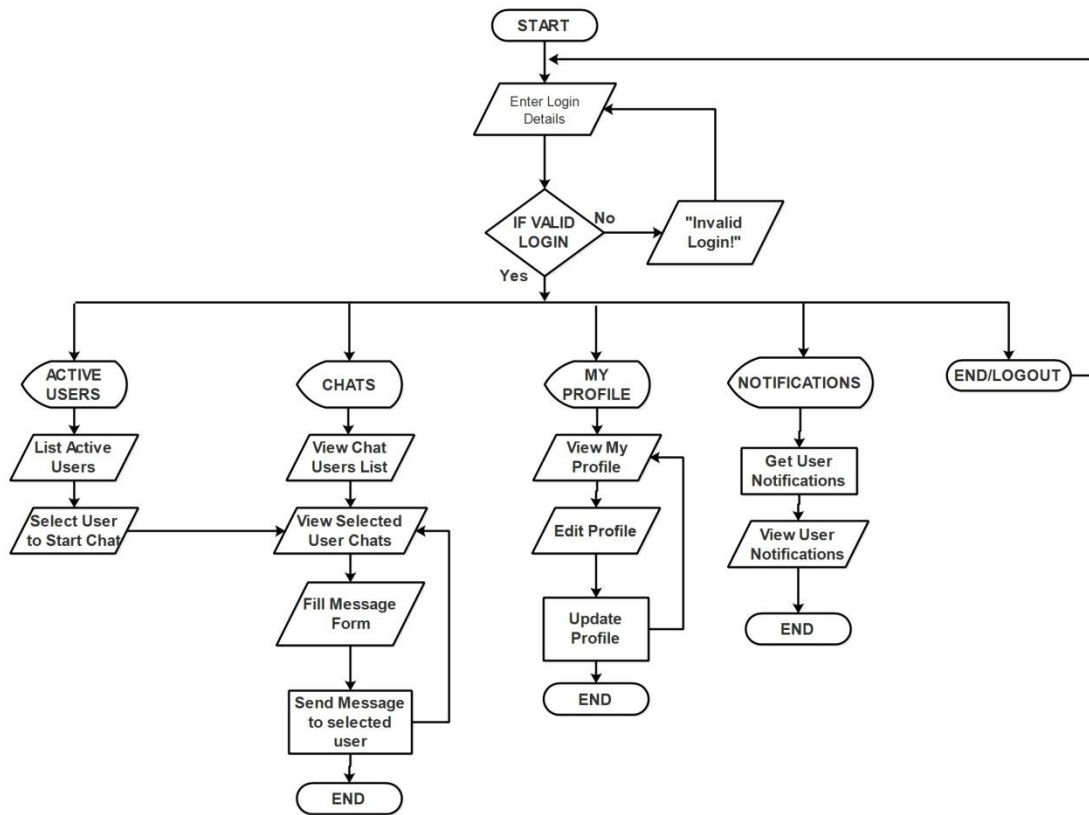 START
Enter Login
Details
IF VALID
LOGIN
No
"Invalid
Login!"
Yes
ACTIVE
USERS
CHATS
MY
PROFILE
NOTIFICATIONS
END/LOGOUT
List Active
Users
View Chat
Users List
View My
Profile
Get User
Notifications
Select User
to Start Chat
View Selected
User Chats
Edit Profile
View User
Notifications
Fill Message
Form
Update
Profile
END
Send Message
to selected
user
END
END